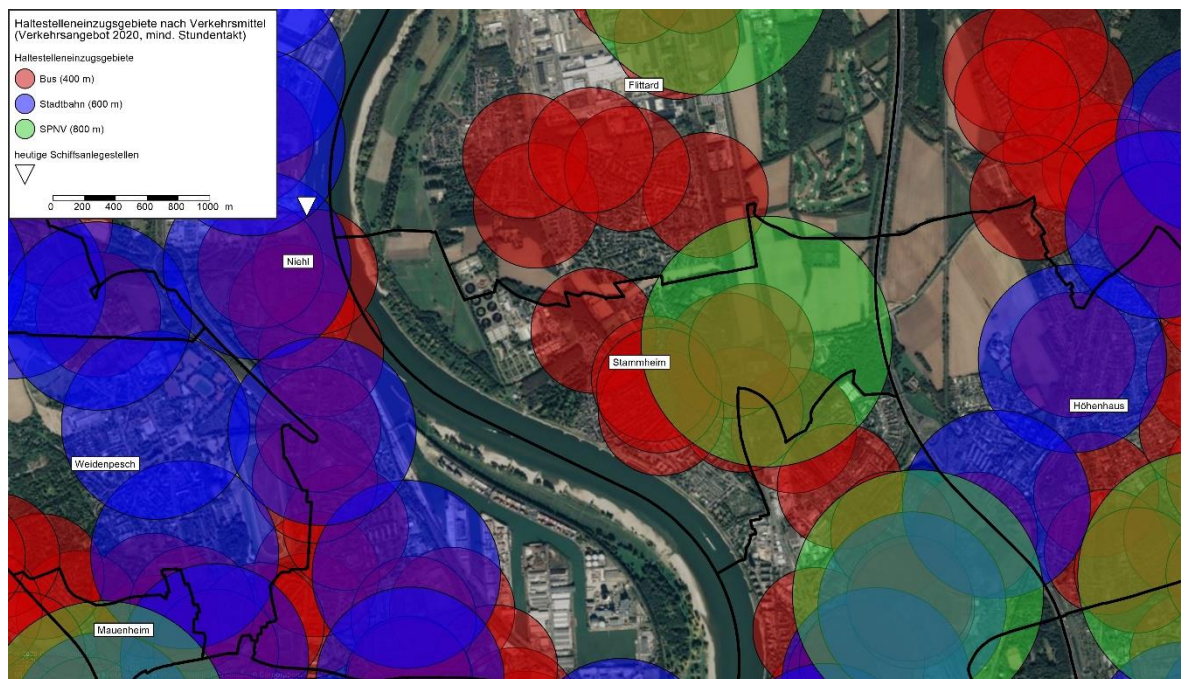 Haltestelleneinzugsgebiete nach Verkehrsmittel
(Verkehrsangebot 2020, mind. Stundentakt)
Haltestelleneinzugsgebiete
Bus (400 m)
Stadtbahn (600 m)
SPNV (800 m)
heutige Schiffsanlegestellen
200 400 600 800 1000 m
Flittard
Niehl
Stammheim
Höhenhaus
Weidenpesch
Mauenheim